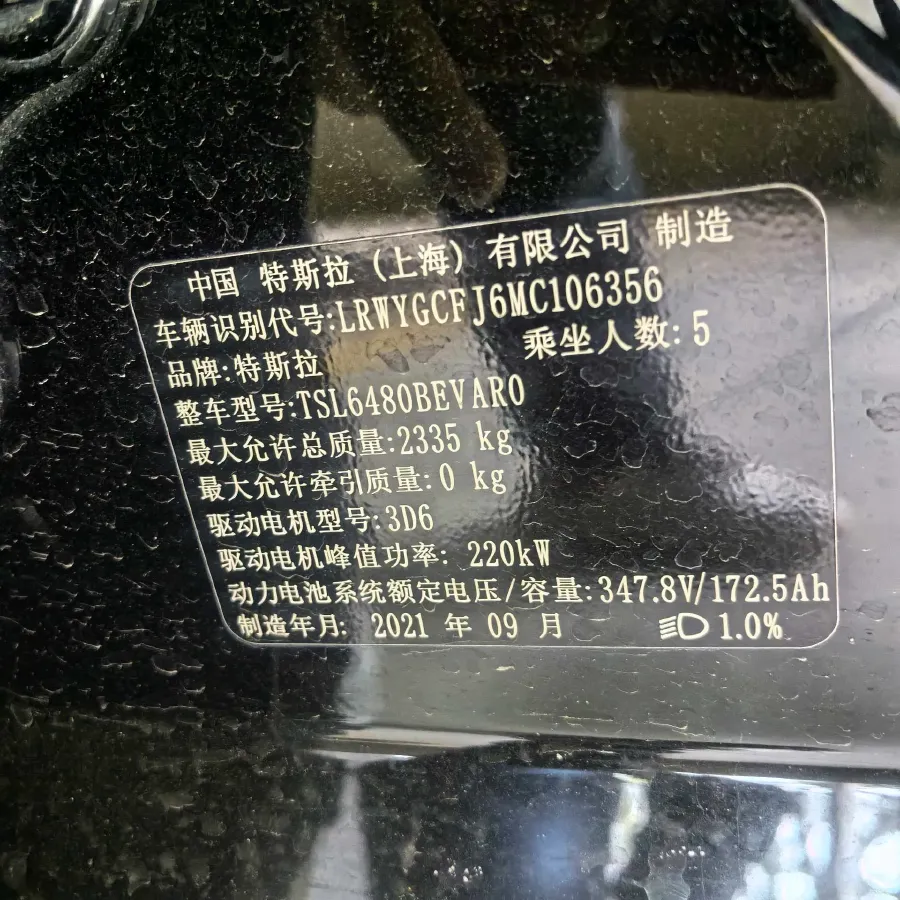 中国 特斯拉（上海）有限公司 制造
车辆识别代号:LRWYGCFJ6MC106356
品牌:特斯拉 乘坐人数:5
整车型号:TSL6480BEVAR0
最大允许总质量:2335 kg
最大允许牵引质量:0 kg
驱动电机型号:3D6
驱动电机峰值功率: 220kW
动力电池系统额定电压/容量:347.8V/172.5Ah
制造年月: 2021 年 09 月 1.0%